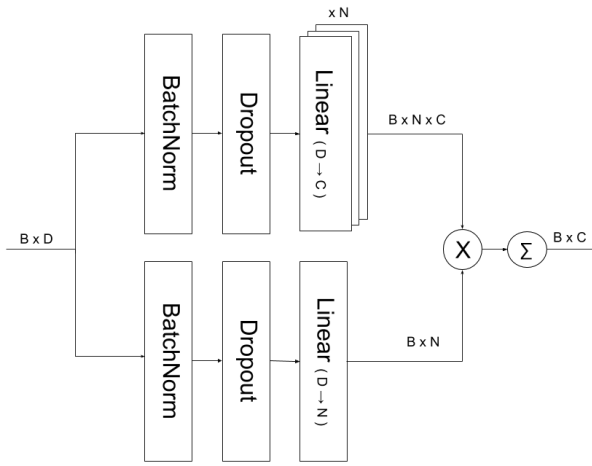 x N
BatchNorm
Dropout
Linear ( D → C )
B x N x C
B x D
X
Σ
B x C
BatchNorm
Dropout
Linear ( D → N )
B x N